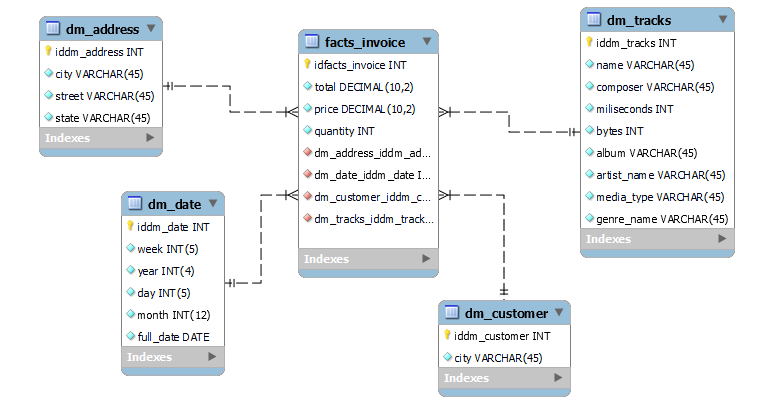 dm_address
iddm_address INT
city VARCHAR(45)
street VARCHAR(45)
state VARCHAR(45)
Indexes
facts_invoice
idfacts_invoice INT
total DECIMAL(10,2)
price DECIMAL(10,2)
quantity INT
dm_address_iddm_ad...
dm_date_iddm_date I...
dm_customer_iddm_c...
dm_tracks_iddm_track...
Indexes
dm_tracks
iddm_tracks INT
name VARCHAR(45)
composer VARCHAR(45)
miliseconds INT
bytes INT
album VARCHAR(45)
artist_name VARCHAR(45)
media_type VARCHAR(45)
genre_name VARCHAR(45)
Indexes
dm_date
iddm_date INT
week INT(5)
year INT(4)
day INT(5)
month INT(12)
full_date DATE
Indexes
dm_customer
iddm_customer INT
city VARCHAR(45)
Indexes